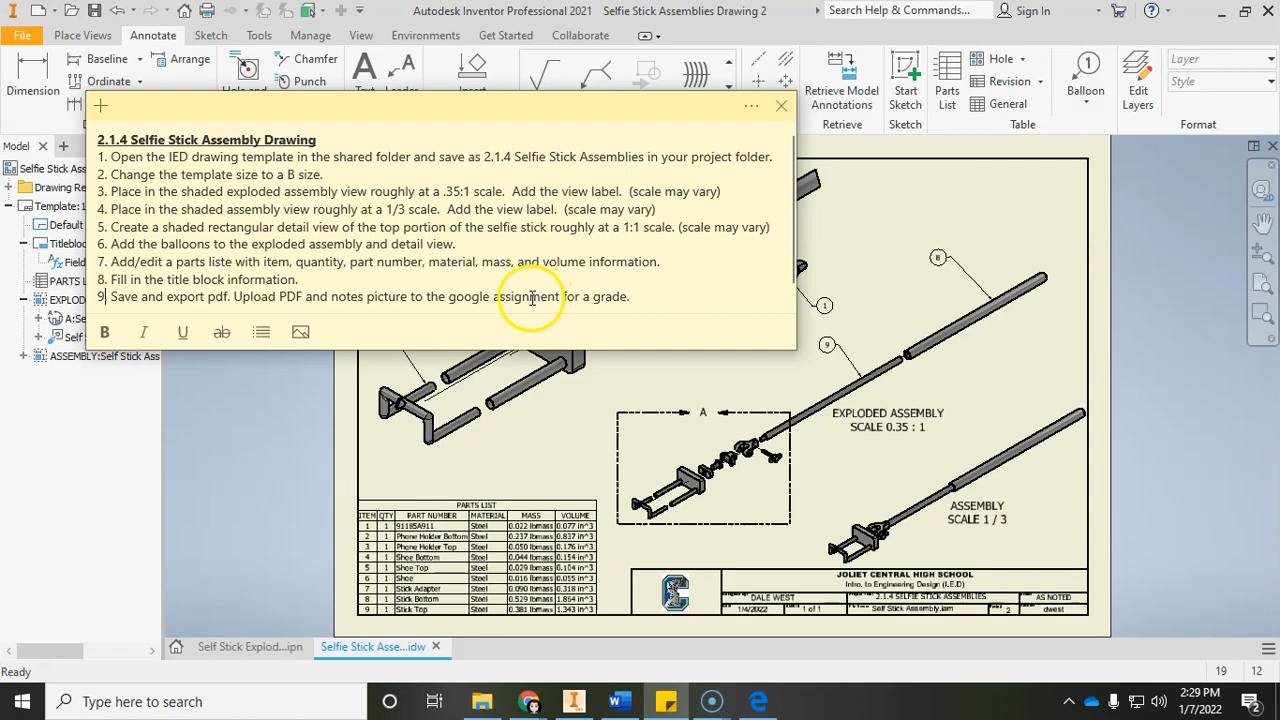 Autodesk Inventor Professional 2021 Selfie Stick Assemblies Drawing 2
Search Help & Commands...
Sign In
File Place Views Annotate Sketch Tools Manage View Environments Get Started Collaborate
Dimension
Baseline
Ordinate
Arrange
Chamfer
Punch
Retrieve Model Annotations
Retrieve
Start Sketch
Sketch
Parts List
Hole
Revision
General
Table
Balloon
Edit Layers
Layer
Style
Format
Model
2.1.4 Selfie Stick Assembly Drawing
1. Open the IED drawing template in the shared folder and save as 2.1.4 Selfie Stick Assemblies in your project folder.
2. Change the template size to a B size.
3. Place in the shaded exploded assembly view roughly at a .35:1 scale. Add the view label. (scale may vary)
4. Place in the shaded assembly view roughly at a 1/3 scale. Add the view label. (scale may vary)
5. Create a shaded rectangular detail view of the top portion of the selfie stick roughly at a 1:1 scale. (scale may vary)
6. Add the balloons to the exploded assembly and detail view.
7. Add/edit a parts liste with item, quantity, part number, material, mass, and volume information.
8. Fill in the title block information.
9 Save and export pdf. Upload PDF and notes picture to the google assignment for a grade.
B I U ab
Selfie Stick Ass
Drawing Re
Template:
Default
Titleblo
Field
PARTS L
EXPLOD
A:Se
Self
ASSEMBLY:Self Stick Ass
8
1
9
A
EXPLODED ASSEMBLY
SCALE 0.35 : 1
ASSEMBLY
SCALE 1 / 3
PARTS LIST
ITEM QTY PART NUMBER MATERIAL MASS VOLUME
1 1 91185A911 Steel 0.022 lbmass 0.077 in^3
2 1 Phone Holder Bottom Steel 0.237 lbmass 0.837 in^3
3 1 Phone Holder Top Steel 0.050 lbmass 0.176 in^3
4 1 Shoe Bottom Steel 0.044 lbmass 0.154 in^3
5 1 Shoe Top Steel 0.029 lbmass 0.104 in^3
6 1 Shoe Steel 0.016 lbmass 0.055 in^3
7 1 Stick Adapter Steel 0.090 lbmass 0.318 in^3
8 1 Stick Bottom Steel 0.529 lbmass 1.864 in^3
9 1 Stick Top Steel 0.381 lbmass 1.343 in^3
JOLIET CENTRAL HIGH SCHOOL
Intro. to Engineering Design (I.E.D)
DALE WEST
2.1.4 SELFIE STICK ASSEMBLIES
AS NOTED
1/4/2022
1 of 1
Self Stick Assembly.iam
2
dwest
Self Stick Explod...ipn
Selfie Stick Asse...idw
Ready
19 12
Type here to search
2:29 PM
1/7/2022
2